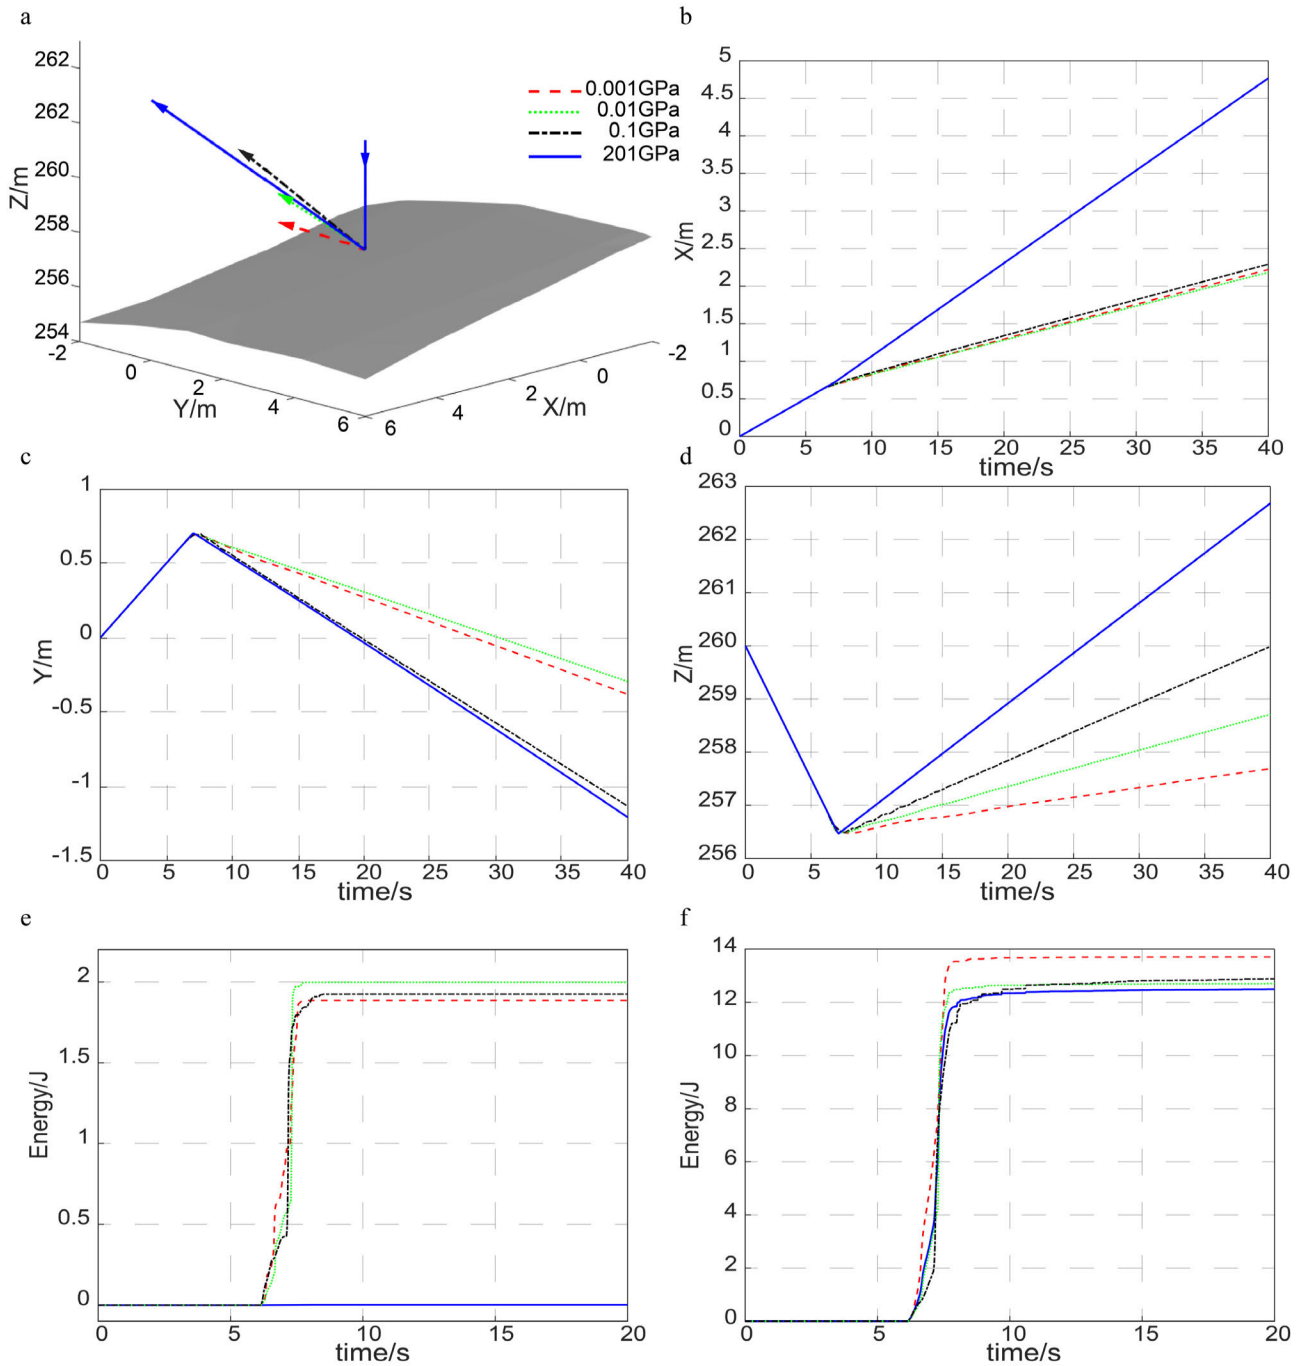 a
262
262
260
258
256
254
Z/m
-2
0
2
4
6
Y/m
6
4
2
0
-2
X/m
0.001GPa
0.01GPa
0.1GPa
201GPa
b
5
4.5
4
3.5
3
2.5
2
1.5
1
0.5
0
X/m
0 5 10 15 20 25 30 35 40
time/s
c
1
0.5
0
-0.5
-1
-1.5
Y/m
0 5 10 15 20 25 30 35 40
time/s
d
263
262
261
260
259
258
257
256
Z/m
0 5 10 15 20 25 30 35 40
time/s
e
2
1.5
1
0.5
0
Energy/J
0 5 10 15 20
time/s
f
14
12
10
8
6
4
2
0
Energy/J
0 5 10 15 20
time/s